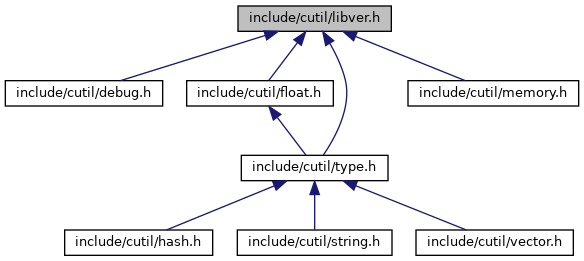 include/cutil/libver.h
include/cutil/debug.h
include/cutil/float.h
include/cutil/memory.h
include/cutil/type.h
include/cutil/hash.h
include/cutil/string.h
include/cutil/vector.h